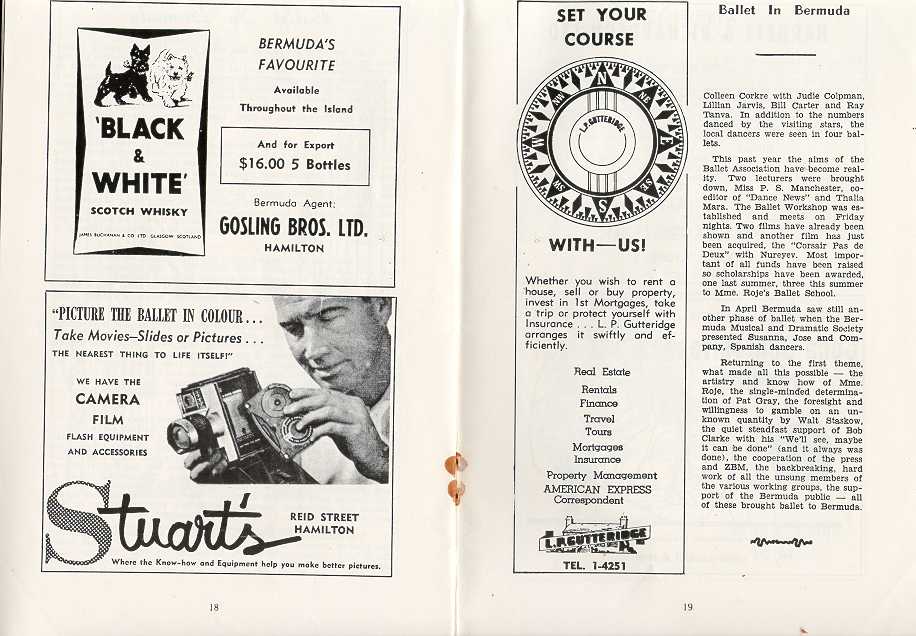 'BLACK
&
WHITE'
SCOTCH WHISKY
JAMES BUCHANAN & CO. LTD. GLASGOW SCOTLAND
BERMUDA'S
FAVOURITE
Available
Throughout the Island
And for Export
$16.00 5 Bottles
Bermuda Agent:
GOSLING BROS. LTD.
HAMILTON
"PICTURE THE BALLET IN COLOUR . . .
Take Movies—Slides or Pictures . . .
THE NEAREST THING TO LIFE ITSELF!"
WE HAVE THE
CAMERA
FILM
FLASH EQUIPMENT
AND ACCESSORIES
Stuart's
REID STREET
HAMILTON
Where the Know-how and Equipment help you make better pictures.
18
SET YOUR
COURSE
N
NE
E
SE
S
SW
W
NW
L.P. GUTTERIDGE
WITH—US!
Whether you wish to rent a
house, sell or buy property,
invest in 1st Mortgages, take
a trip or protect yourself with
Insurance . . . L. P. Gutteridge
arranges it swiftly and ef-
ficiently.
Real Estate
Rentals
Finance
Travel
Tours
Mortgages
Insurance
Property Management
AMERICAN EXPRESS
Correspondent
L.P. GUTTERIDGE
TEL. 1-4251
Ballet In Bermuda
Colleen Corkre with Judie Colpman,
Lillian Jarvis, Bill Carter and Ray
Tanva. In addition to the numbers
danced by the visiting stars, the
local dancers were seen in four bal-
lets.
This past year the aims of the
Ballet Association have become real-
ity. Two lecturers were brought
down, Miss P. S. Manchester, co-
editor of "Dance News" and Thalia
Mara. The Ballet Workshop was es-
tablished and meets on Friday
nights. Two films have already been
shown and another film has just
been acquired, the "Corsair Pas de
Deux" with Nureyev. Most impor-
tant of all funds have been raised
so scholarships have been awarded,
one last summer, three this summer
to Mme. Roje's Ballet School.
In April Bermuda saw still an-
other phase of ballet when the Ber-
muda Musical and Dramatic Society
presented Susanna, Jose and Com-
pany, Spanish dancers.
Returning to the first theme,
what made all this possible — the
artistry and know how of Mme.
Roje, the single-minded determina-
tion of Pat Gray, the foresight and
willingness to gamble on an un-
known quantity by Walt Staskow,
the quiet steadfast support of Bob
Clarke with his "We'll see, maybe
it can be done" (and it always was
done), the cooperation of the press
and ZBM, the backbreaking, hard
work of all the unsung members of
the various working groups, the sup-
port of the Bermuda public — all
of these brought ballet to Bermuda.
19